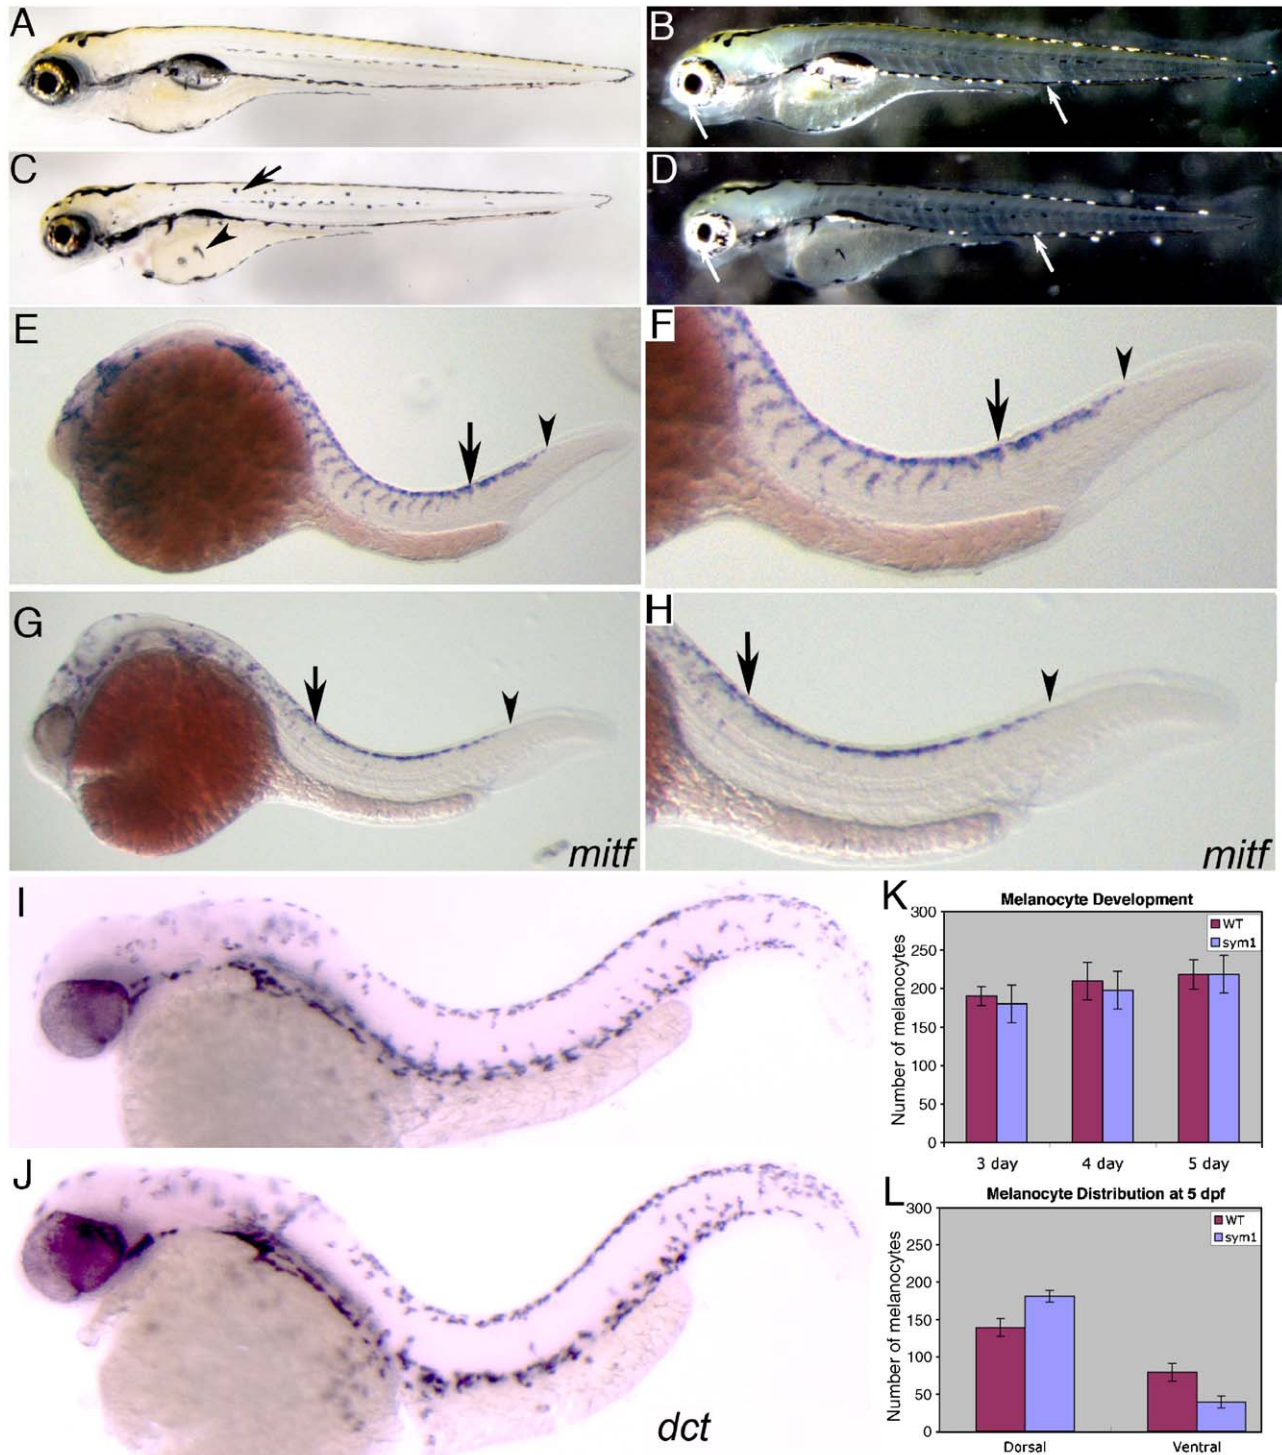 A
B
C
D
E
F
G
mitf
H
mitf
I
J
dct
K
Melanocyte Development
WT
sym1
Number of melanocytes
300
250
200
150
100
50
0
3 day
4 day
5 day
L
Melanocyte Distribution at 5 dpf
WT
sym1
Number of melanocytes
300
250
200
150
100
50
0
Dorsal
Ventral